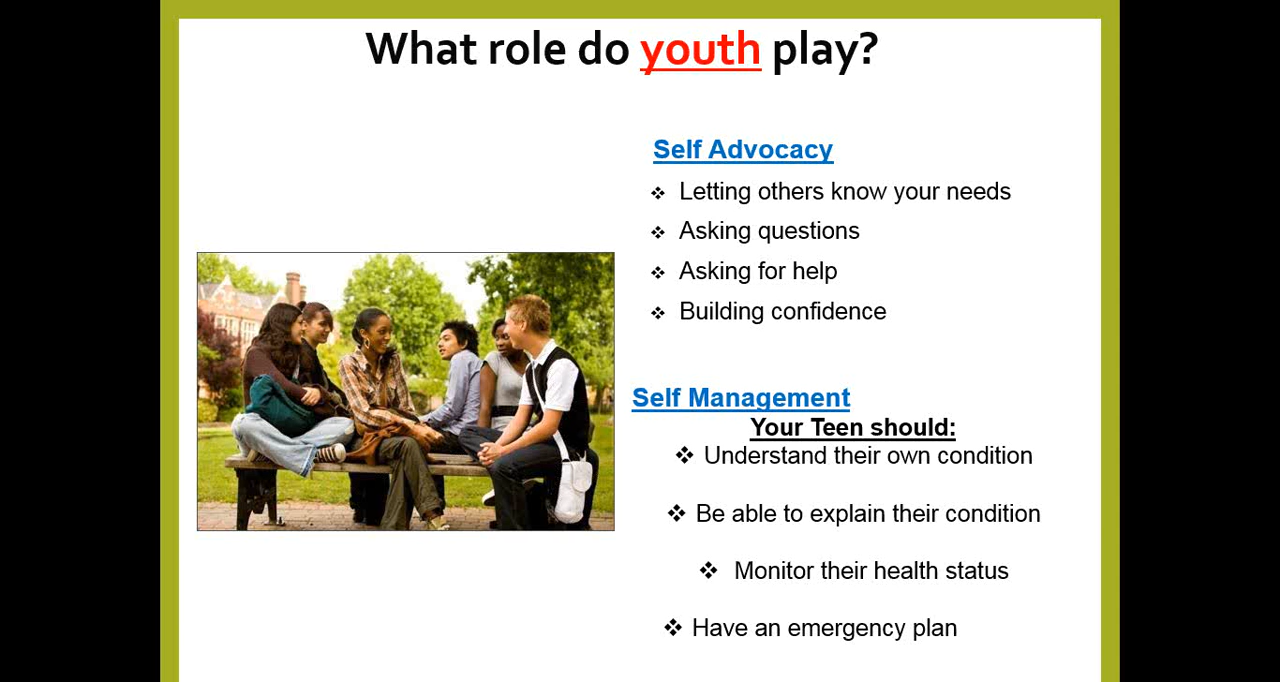 What role do youth play?
Self Advocacy
❖ Letting others know your needs
❖ Asking questions
❖ Asking for help
❖ Building confidence
Self Management
Your Teen should:
❖ Understand their own condition
❖ Be able to explain their condition
❖ Monitor their health status
❖ Have an emergency plan